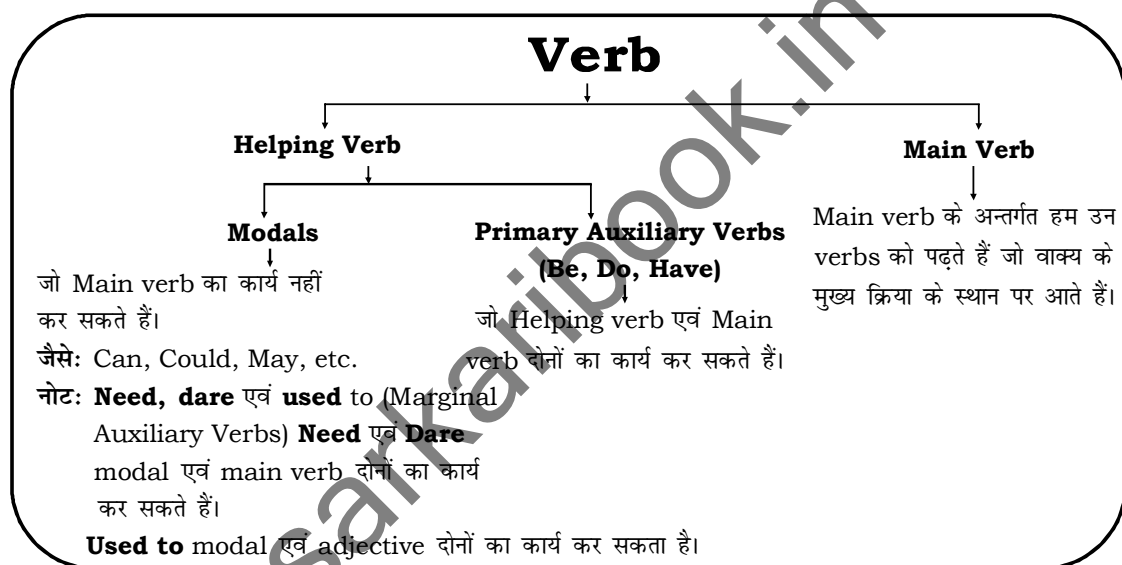 Verb
Helping Verb
Main Verb
Modals
जो Main verb का कार्य नहीं
कर सकते हैं।
जैसे: Can, Could, May, etc.
नोट: Need, dare एवं used to (Marginal
Auxiliary Verbs) Need एवं Dare
modal एवं main verb दोनों का कार्य
कर सकते हैं।
Used to modal एवं adjective दोनों का कार्य कर सकता है।
Primary Auxiliary Verbs
(Be, Do, Have)
जो Helping verb एवं Main
verb दोनों का कार्य कर सकते हैं।
Main verb के अन्तर्गत हम उन
verbs को पढ़ते हैं जो वाक्य के
मुख्य क्रिया के स्थान पर आते हैं।
sarkaribook.in